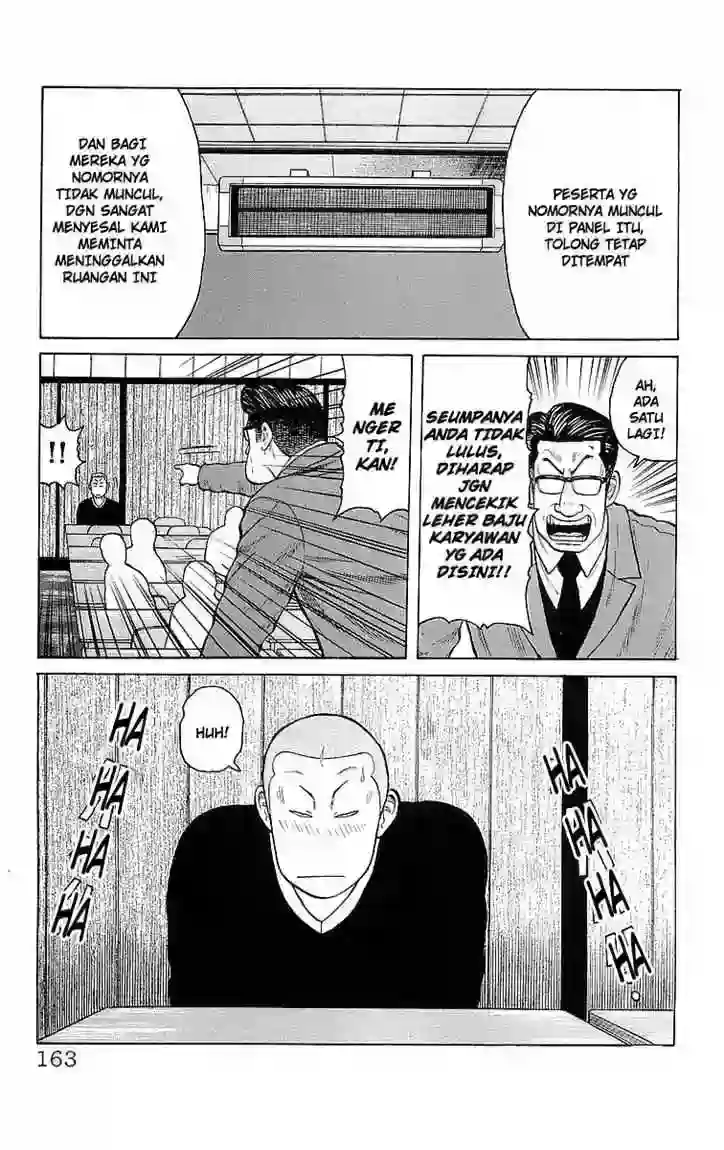 PESERTA YG
NOMORNYA MUNCUL
DI PANEL ITU,
TOLONG TETAP
DITEMPAT
DAN BAGI
MEREKA YG
NOMORNYA
TIDAK MUNCUL,
DGN SANGAT
MENYESAL KAMI
MEMINTA
MENINGGALKAN
RUANGAN INI
AH,
ADA
SATU
LAGI!
SEUMPANYA
ANDA TIDAK
LULUS,
DIHARAP
JGN
MENCEKIK
LEHER BAJU
KARYAWAN
YG ADA
DISINI!!
ME
NGER
TI,
KAN!
!!
HA
HA
HA
HA
HA
HUH!
HA
HA
HA
HA
163